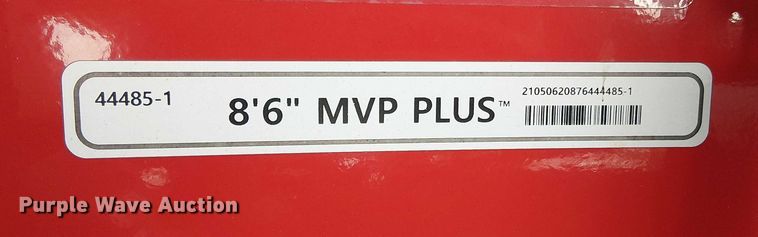 44485-1
8'6" MVP PLUS™
21050620876444485-1
Purple Wave Auction